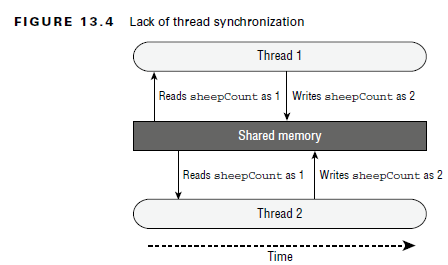 FIGURE 13.4 Lack of thread synchronization
Thread 1
Reads sheepCount as 1
Writes sheepCount as 2
Shared memory
Reads sheepCount as 1
Writes sheepCount as 2
Thread 2
Time